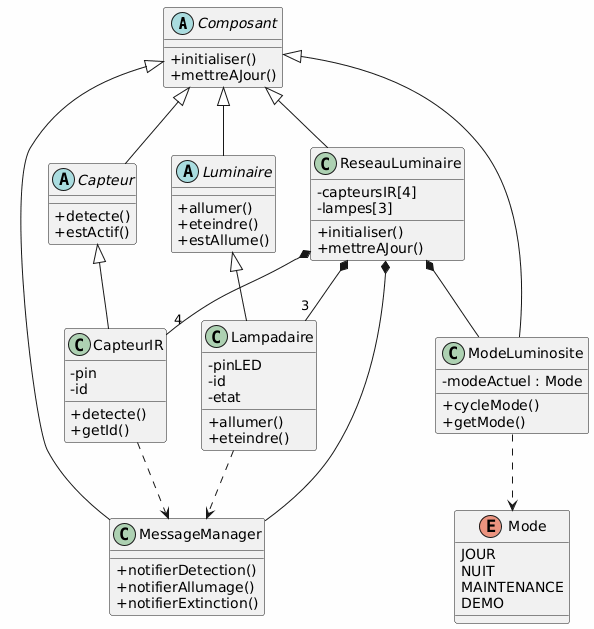 A Composant
+initialiser()
+mettreAJour()
A Capteur
+detecte()
+estActif()
A Luminaire
+allumer()
+eteindre()
+estAllume()
C ReseauLuminaire
-capteursIR[4]
-lampes[3]
+initialiser()
+mettreAJour()
4
3
C CapteurIR
-pin
-id
+detecte()
+getId()
C Lampadaire
-pinLED
-id
-etat
+allumer()
+eteindre()
C ModeLuminosite
-modeActuel : Mode
+cycleMode()
+getMode()
C MessageManager
+notifierDetection()
+notifierAllumage()
+notifierExtinction()
E Mode
JOUR
NUIT
MAINTENANCE
DEMO